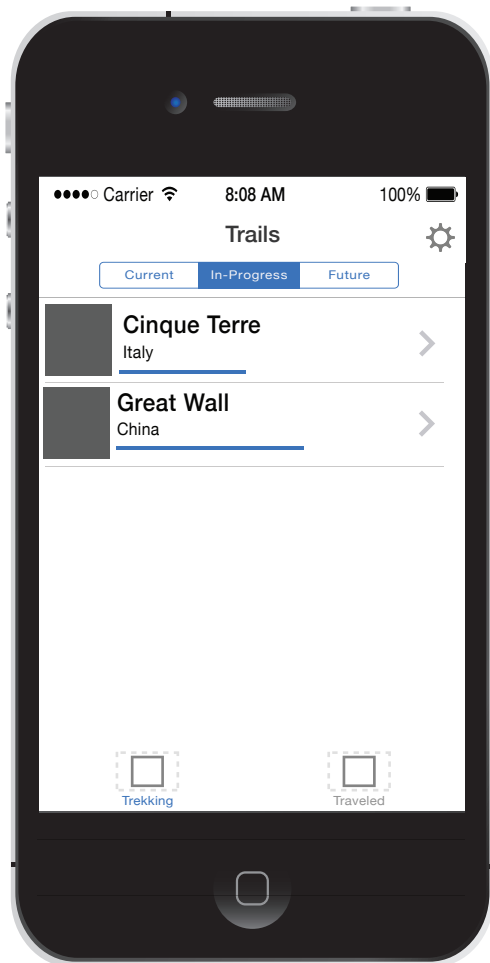 Carrier 8:08 AM 100%
Trails
Current In-Progress Future
Cinque Terre
Italy
Great Wall
China
Trekking Traveled